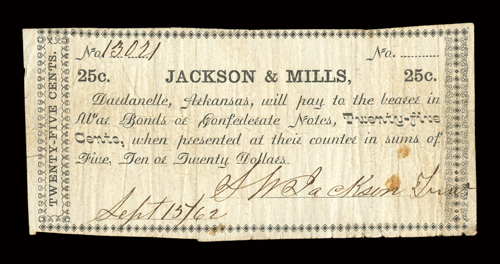 TWENTY-FIVE CENTS.
No 13021 No. ............
25c. JACKSON & MILLS, 25c.
Dardanelle, Arkansas, will pay to the bearer in
War Bonds or Confederate Notes, Twenty-five
Cents, when presented at their counter in sums of
Five, Ten or Twenty Dollars.
S W Jackson
Sept 15/62